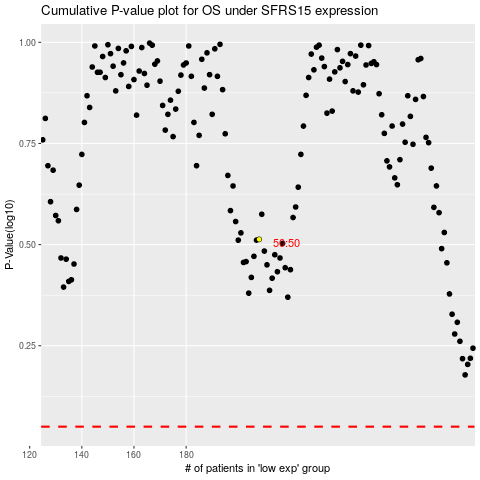 Cumulative P-value plot for OS under SFRS15 expression
P-Value(log10)
1.00
0.75
0.50
0.25
50:50
120 140 160 180
# of patients in 'low exp' group